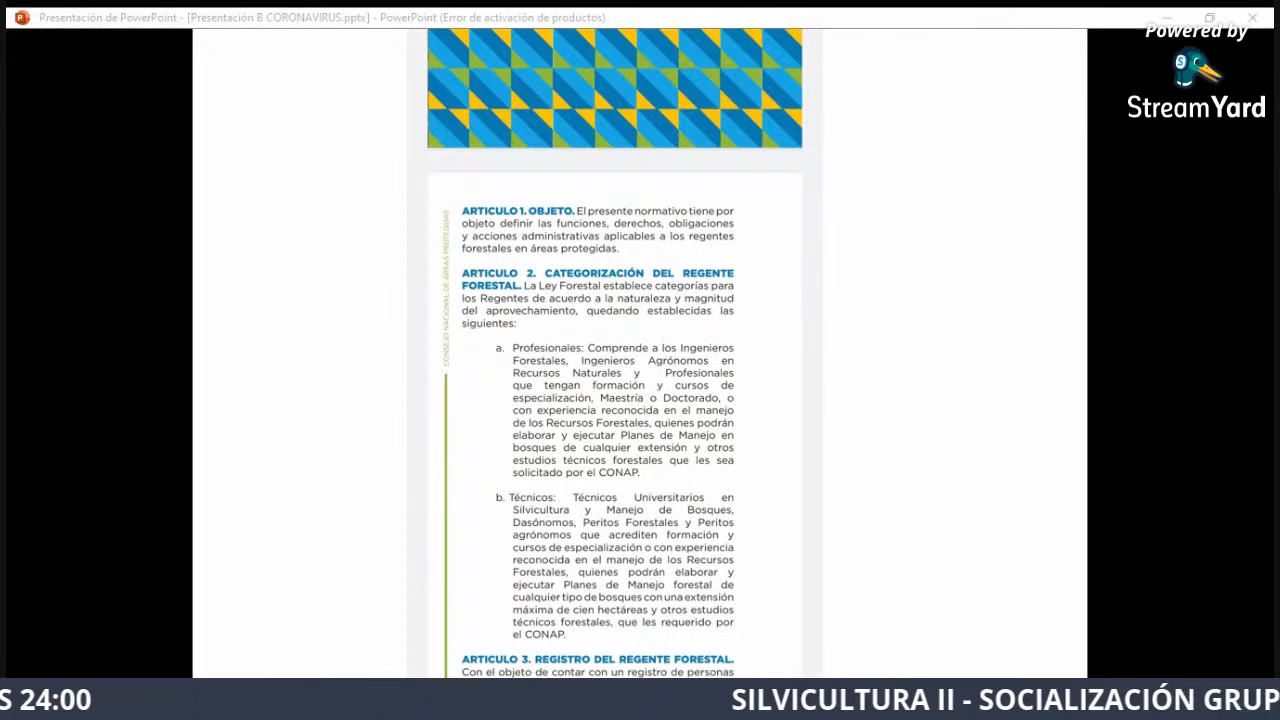 Presentación de PowerPoint - [Presentación B CORONAVIRUS.pptx] - PowerPoint (Error de activación de productos)
Powered by
StreamYard
CONSEJO NACIONAL DE ÁREAS PROTEGIDAS
ARTICULO 1. OBJETO. El presente normativo tiene por
objeto definir las funciones, derechos, obligaciones
y acciones administrativas aplicables a los regentes
forestales en áreas protegidas.
ARTICULO 2. CATEGORIZACIÓN DEL REGENTE
FORESTAL. La Ley Forestal establece categorías para
los Regentes de acuerdo a la naturaleza y magnitud
del aprovechamiento, quedando establecidas las
siguientes:
a. Profesionales: Comprende a los Ingenieros
Forestales, Ingenieros Agrónomos en
Recursos Naturales y Profesionales
que tengan formación y cursos de
especialización, Maestría o Doctorado, o
con experiencia reconocida en el manejo
de los Recursos Forestales, quienes podrán
elaborar y ejecutar Planes de Manejo en
bosques de cualquier extensión y otros
estudios técnicos forestales que les sea
solicitado por el CONAP.
b. Técnicos: Técnicos Universitarios en
Silvicultura y Manejo de Bosques,
Dasónomos, Peritos Forestales y Peritos
agrónomos que acrediten formación y
cursos de especialización o con experiencia
reconocida en el manejo de los Recursos
Forestales, quienes podrán elaborar y
ejecutar Planes de Manejo forestal de
cualquier tipo de bosques con una extensión
máxima de cien hectáreas y otros estudios
técnicos forestales, que les requerido por
el CONAP.
ARTICULO 3. REGISTRO DEL REGENTE FORESTAL.
Con el objeto de contar con un registro de personas
S 24:00
SILVICULTURA II - SOCIALIZACIÓN GRUP